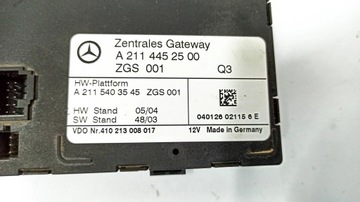 Zentrales Gateway
A 211 445 25 00
ZGS 001 Q3
HW-Plattform
A 211 540 35 45 ZGS 001
HW Stand 05/04
SW Stand 48/03
040126 02115 6 E
VDO Nr. 410 213 008 017 12V Made in Germany